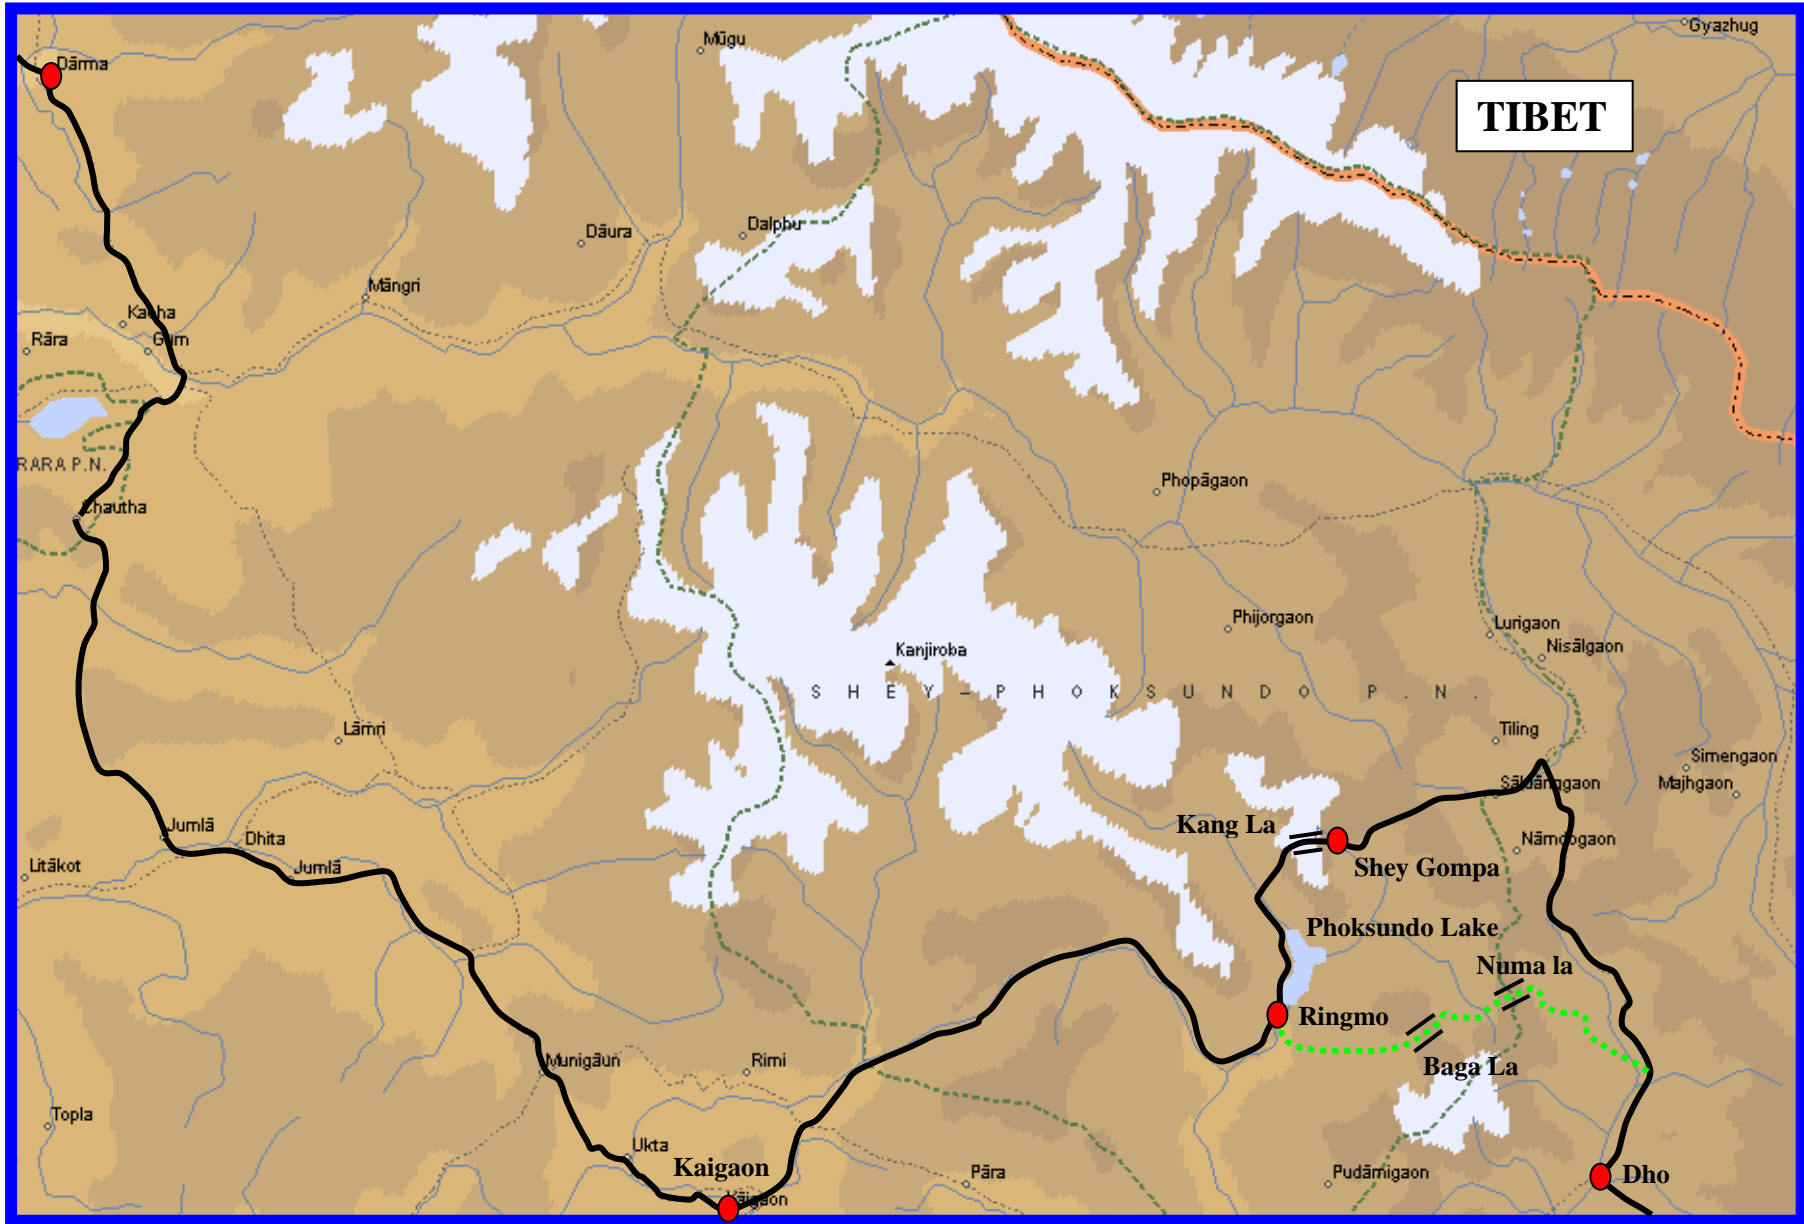 Gyazhug
Mūgu
Dārma
TIBET
Dalphu
Dāura
Māngri
Rāra
Gum
RARA P.N.
Phopāgaon
Chautha
Phijorgaon
Lurigaon
Nisālgaon
Kanjiroba
SHEY-PHOKSUNDO P.N.
Lāmri
Tiling
Simengaon
Majhgaon
Jumlā
Dhita
Kang La
Nāmdogaon
Litākot
Jumlā
Shey Gompa
Phoksundo Lake
Numa la
Ringmo
Munigāun
Rimi
Baga La
Topla
Ukta
Kaigaon
Pāra
Pudāmigaon
Dho